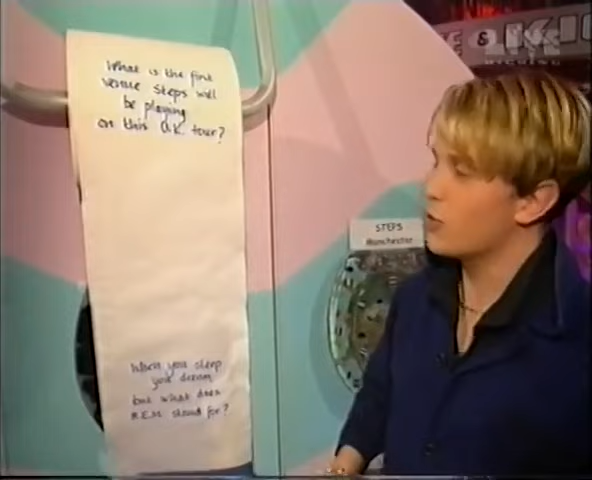 What is the first
venue Steps will
be playing
on this U.K. tour?
When you sleep
you dream
but what does
R.E.M. stand for?
STEPS
Manchester
& LIVE